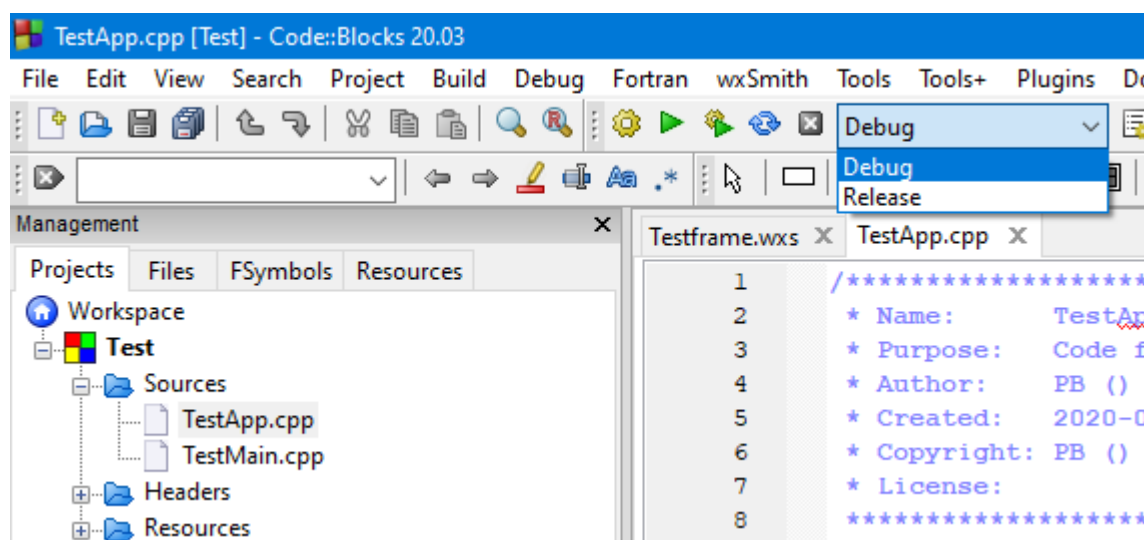 TestApp.cpp [Test] - Code::Blocks 20.03
File Edit View Search Project Build Debug Fortran wxSmith Tools Tools+ Plugins
Debug
Debug
Release
Management
Projects Files FSymbols Resources
Workspace
Test
Sources
TestApp.cpp
TestMain.cpp
Headers
Resources
Testframe.wxs TestApp.cpp
1 /*********************
2 * Name: TestAp
3 * Purpose: Code f
4 * Author: PB ()
5 * Created: 2020-0
6 * Copyright: PB ()
7 * License:
8 *********************